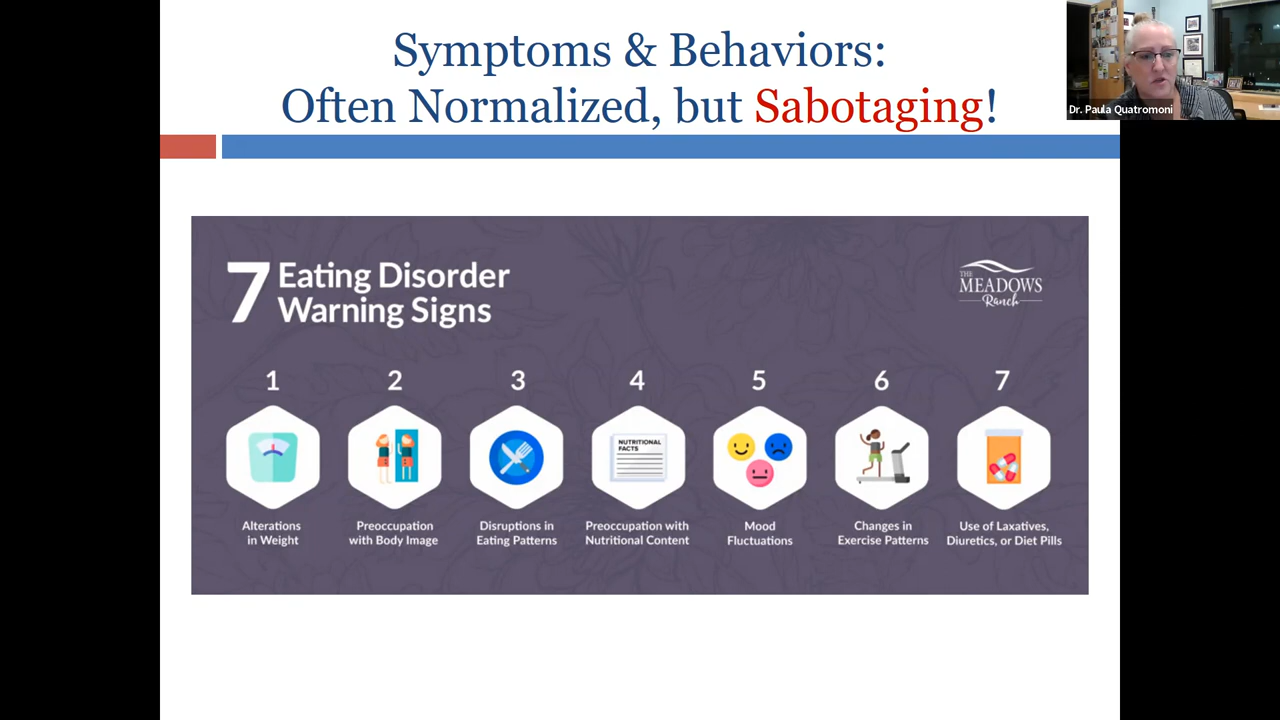 Symptoms & Behaviors:
Often Normalized, but Sabotaging!
Dr. Paula Quatromoni
7 Eating Disorder
Warning Signs
THE
MEADOWS
Ranch
1
2
3
4
5
6
7
NUTRITIONAL
FACTS
Alterations
in Weight
Preoccupation
with Body Image
Disruptions in
Eating Patterns
Preoccupation with
Nutritional Content
Mood
Fluctuations
Changes in
Exercise Patterns
Use of Laxatives,
Diuretics, or Diet Pills